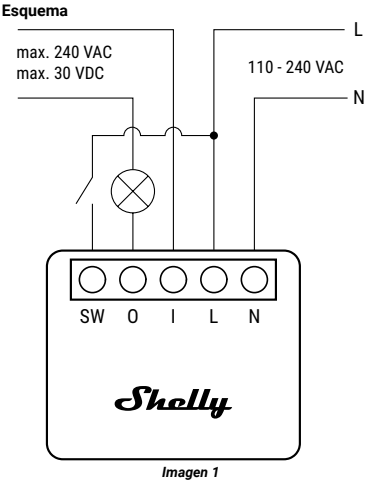 Esquema
L
max. 240 VAC
max. 30 VDC
110 - 240 VAC
N
SW O I L N
Shelly
Imagen 1